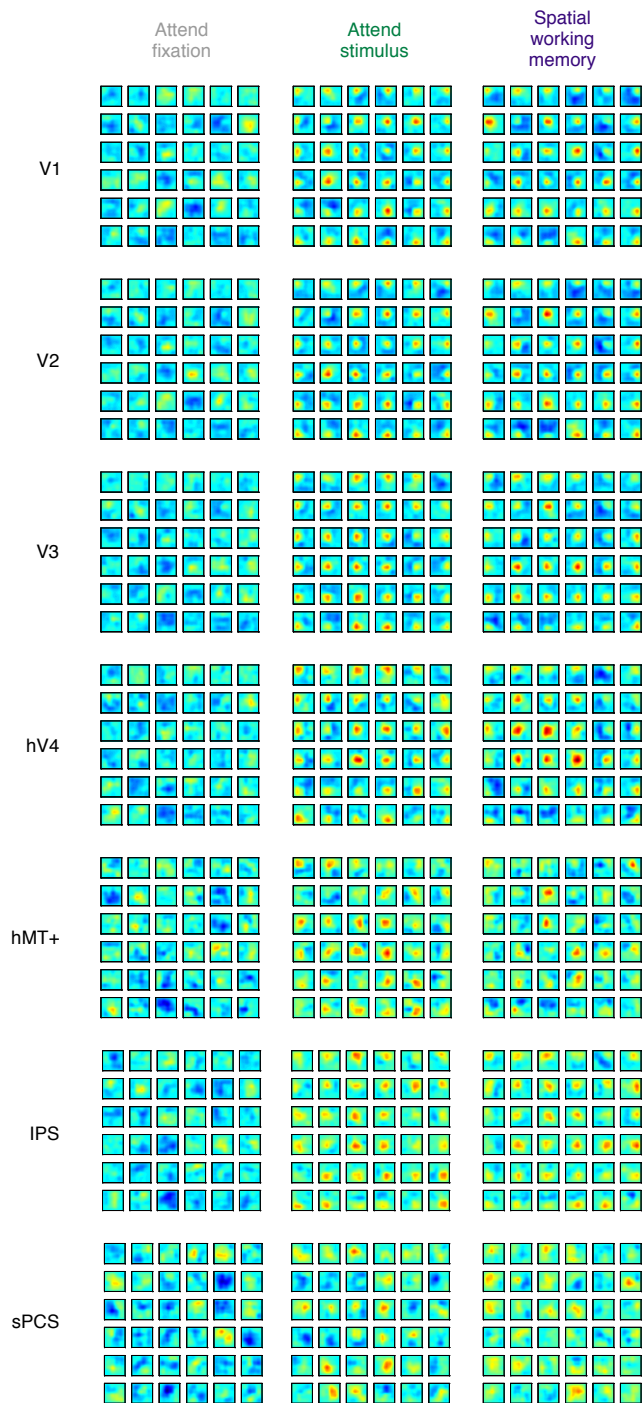 Attend
fixation
Attend
stimulus
Spatial
working
memory
V1
V2
V3
hV4
hMT+
IPS
sPCS